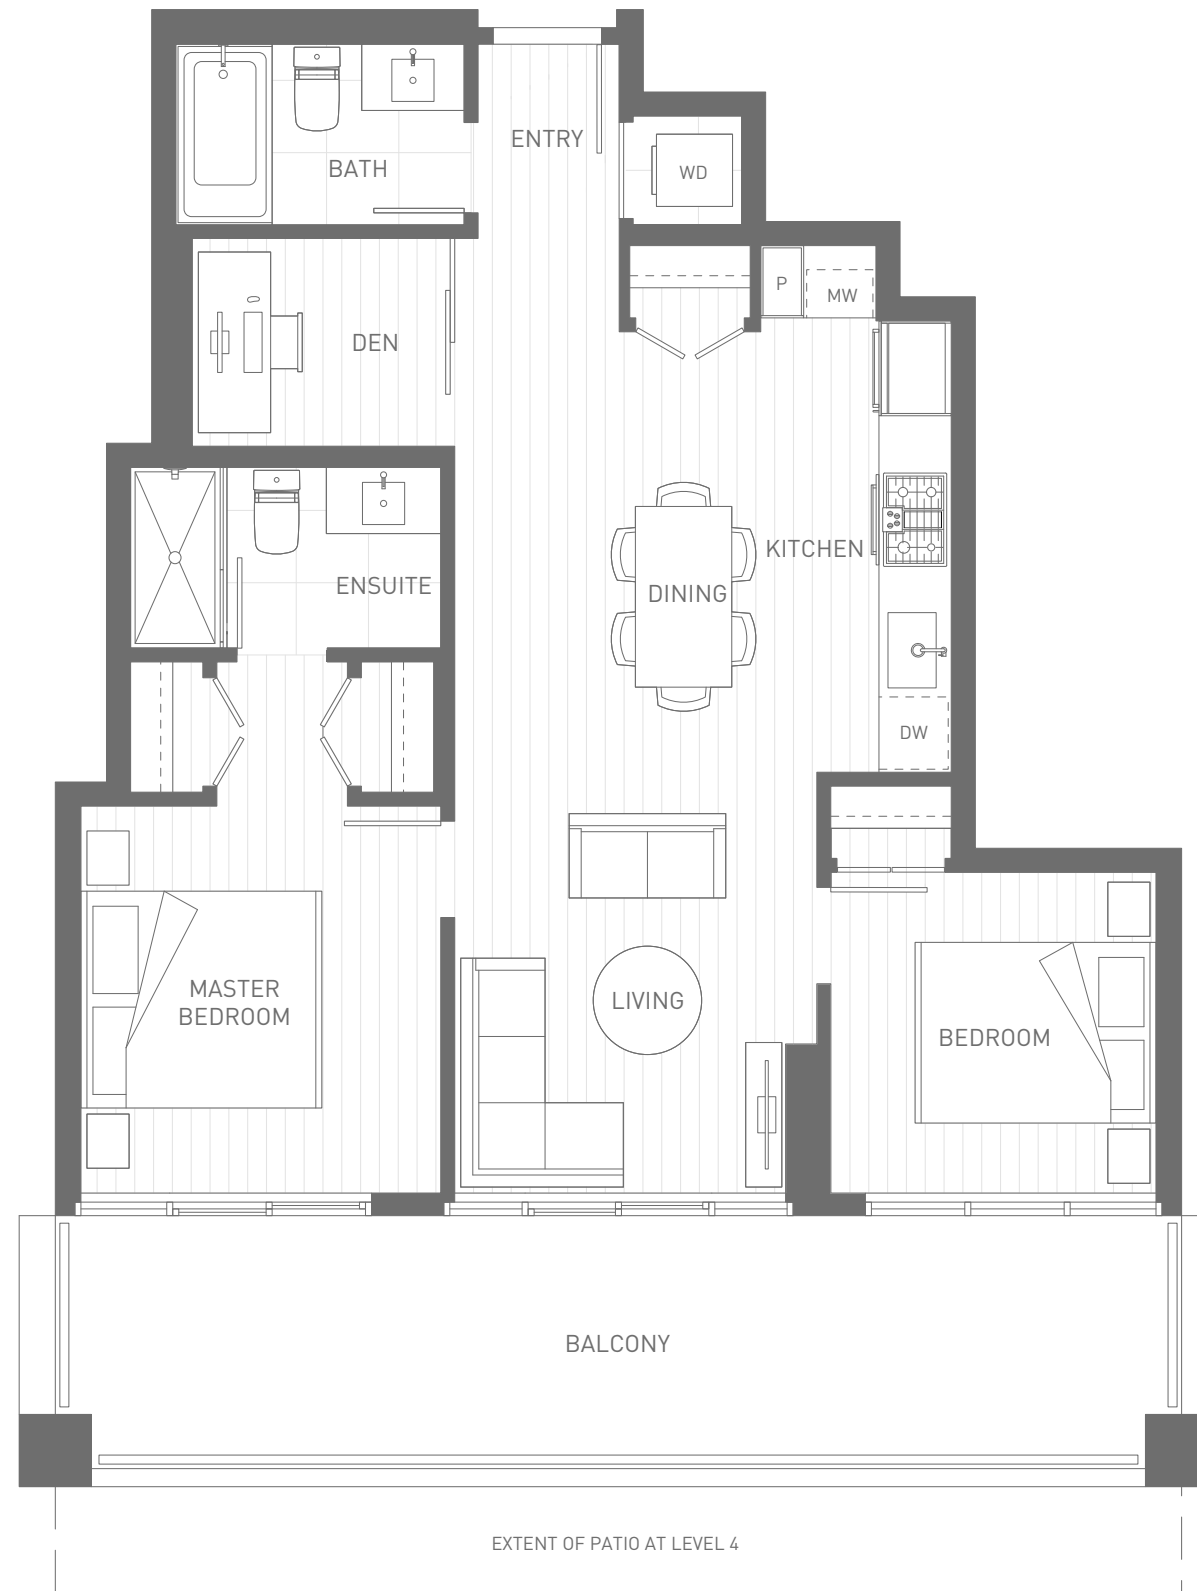 ENTRY
BATH
WD
P
MW
DEN
KITCHEN
ENSUITE
DINING
DW
MASTER
BEDROOM
LIVING
BEDROOM
BALCONY
EXTENT OF PATIO AT LEVEL 4